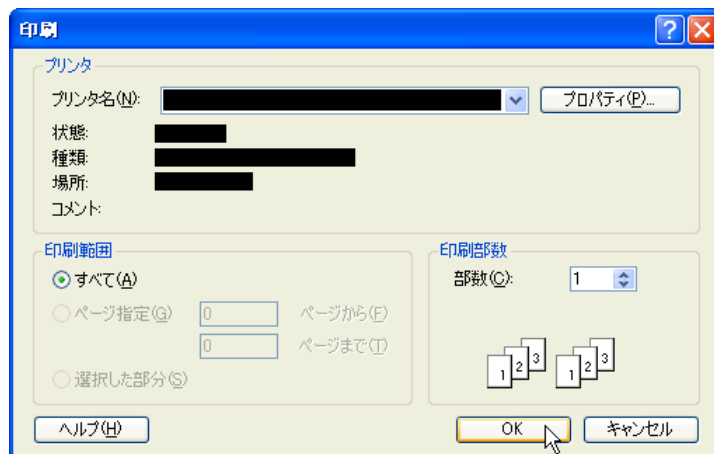 印刷
プリンタ
プリンタ名(N):
プロパティ(P)...
状態:
種類:
場所:
コメント:
印刷範囲
すべて(A)
ページ指定(G) 0 ページから(F)
0 ページまで(T)
選択した部分(S)
印刷部数
部数(C): 1
1 2 3 1 2 3
ヘルプ(H)
OK
キャンセル